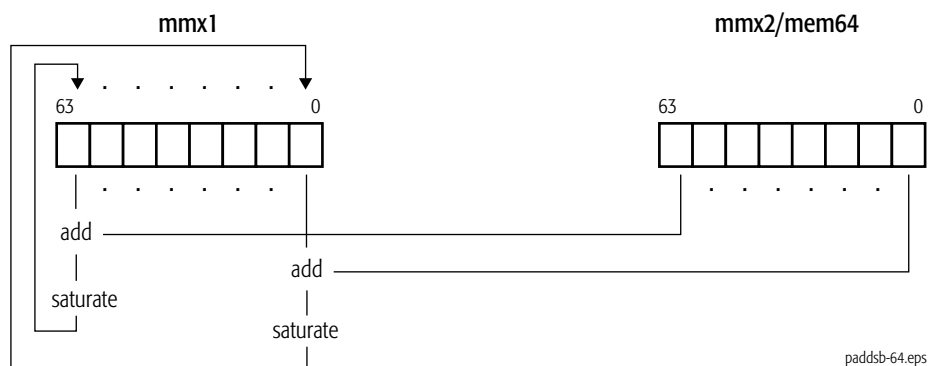 mmx1 mmx2/mem64
. . . . . .
63 0 63 0
. . . . . . . . . . . .
add
add
saturate
saturate
paddsb-64.eps